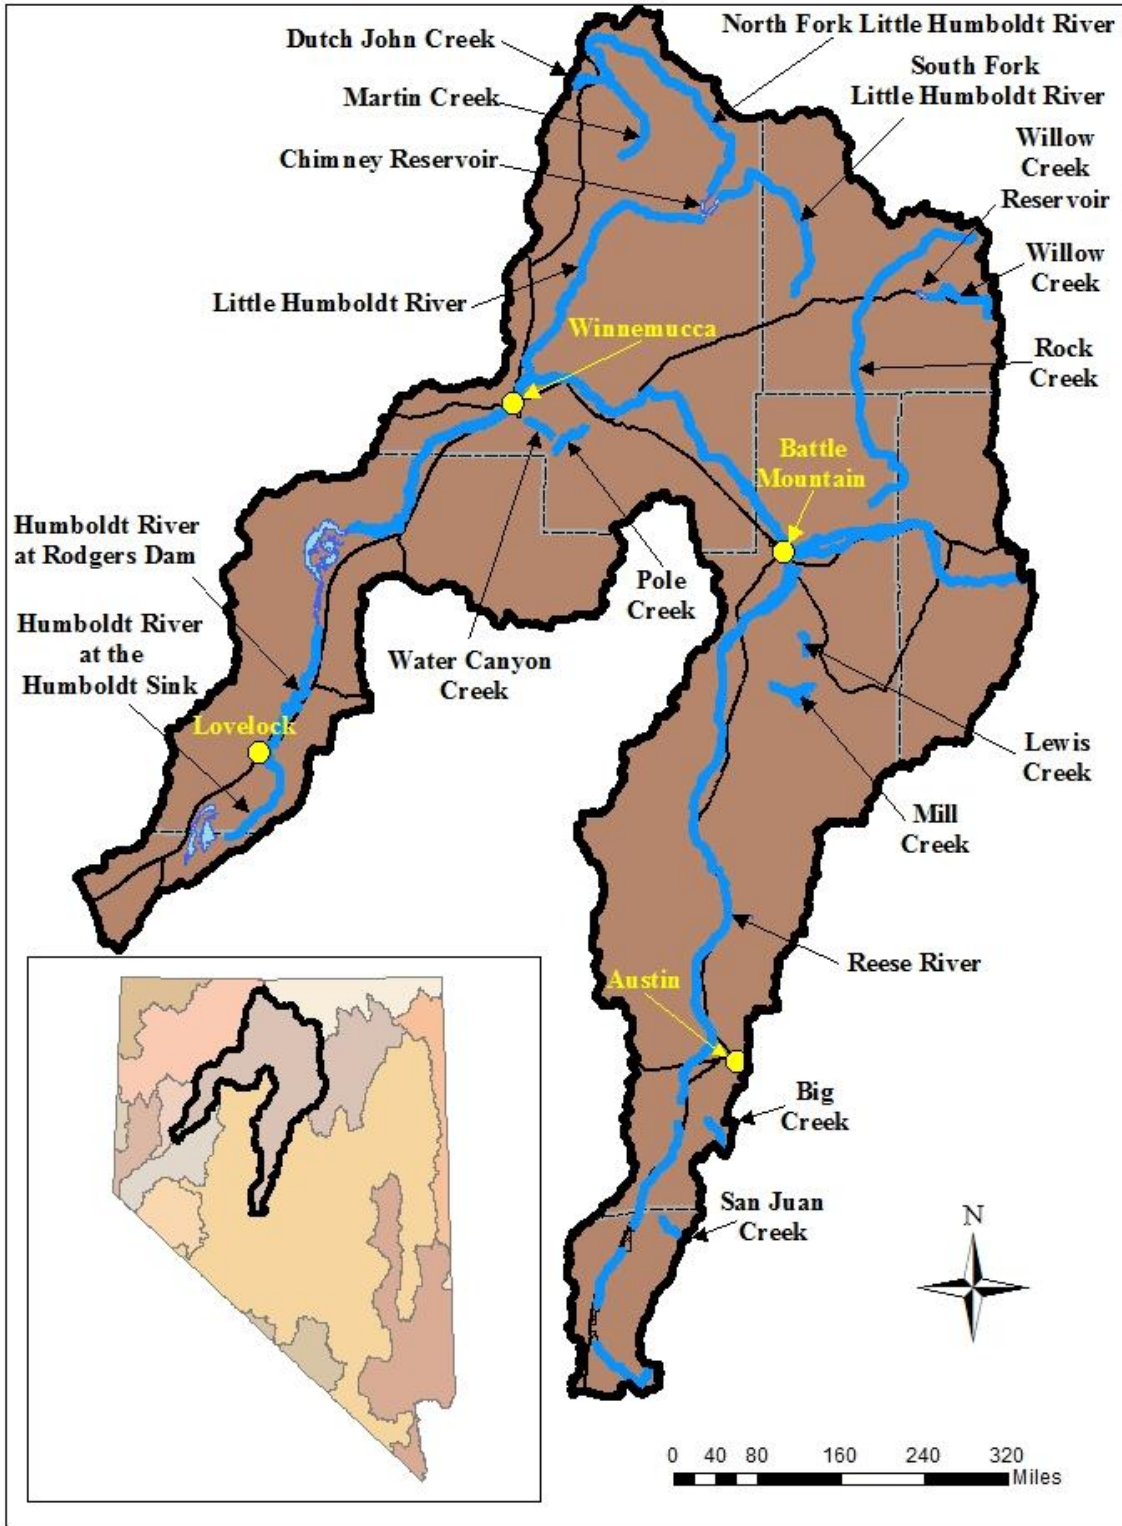 Dutch John Creek
North Fork Little Humboldt River
South Fork
Little Humboldt River
Martin Creek
Willow
Creek
Reservoir
Chimney Reservoir
Willow
Creek
Little Humboldt River
Winnemucca
Rock
Creek
Battle
Mountain
Humboldt River
at Rodgers Dam
Pole
Creek
Humboldt River
at the
Humboldt Sink
Water Canyon
Creek
Lovelock
Lewis
Creek
Mill
Creek
Reese River
Austin
Big
Creek
San Juan
Creek
N
0 40 80 160 240 320
Miles